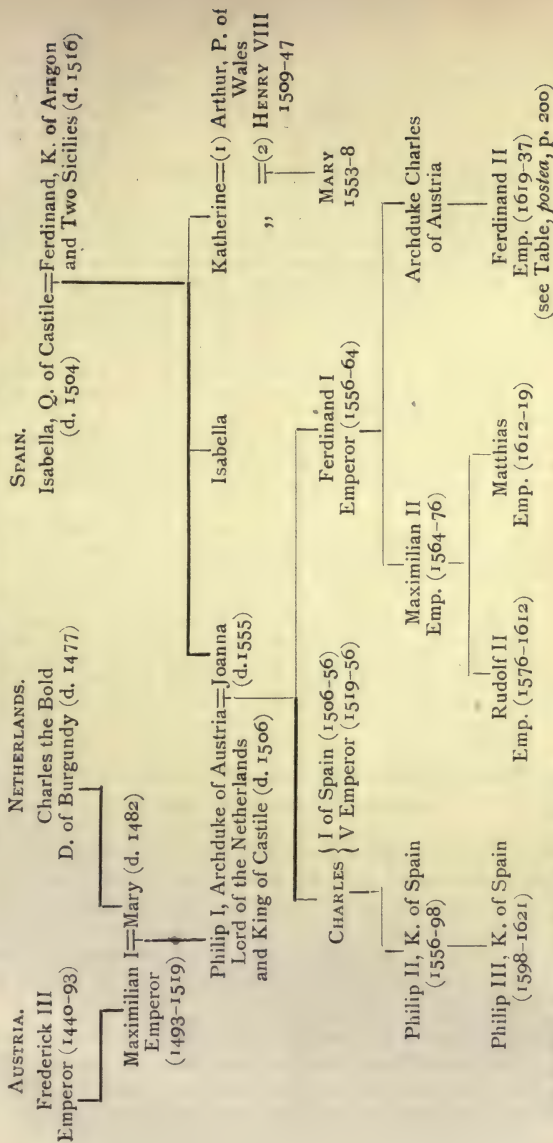 AUSTRIA.
Frederick III
Emperor (1440–93)
NETHERLANDS.
Charles the Bold
D. of Burgundy (d. 1477)
SPAIN.
Isabella, Q. of Castile=Ferdinand, K. of Aragon
(d. 1504) and Two Sicilies (d. 1516)
Maximilian I=Mary (d. 1482)
Emperor
(1493–1519)
Philip I, Archduke of Austria=Joanna
Lord of the Netherlands (d. 1555)
and King of Castile (d. 1506)
Isabella
Katherine=(1) Arthur, P. of
Wales
„ =(2) HENRY VIII
1509–47
MARY
1553–8
CHARLES { I of Spain (1506–56)
{ V Emperor (1519–56)
Ferdinand I
Emperor (1556–64)
Philip II, K. of Spain
(1556–98)
Maximilian II
Emp. (1564–76)
Archduke Charles
of Austria
Philip III, K. of Spain
(1598–1621)
Rudolf II
Emp. (1576–1612)
Matthias
Emp. (1612–19)
Ferdinand II
Emp. (1619–37)
(see Table, postea, p. 200)